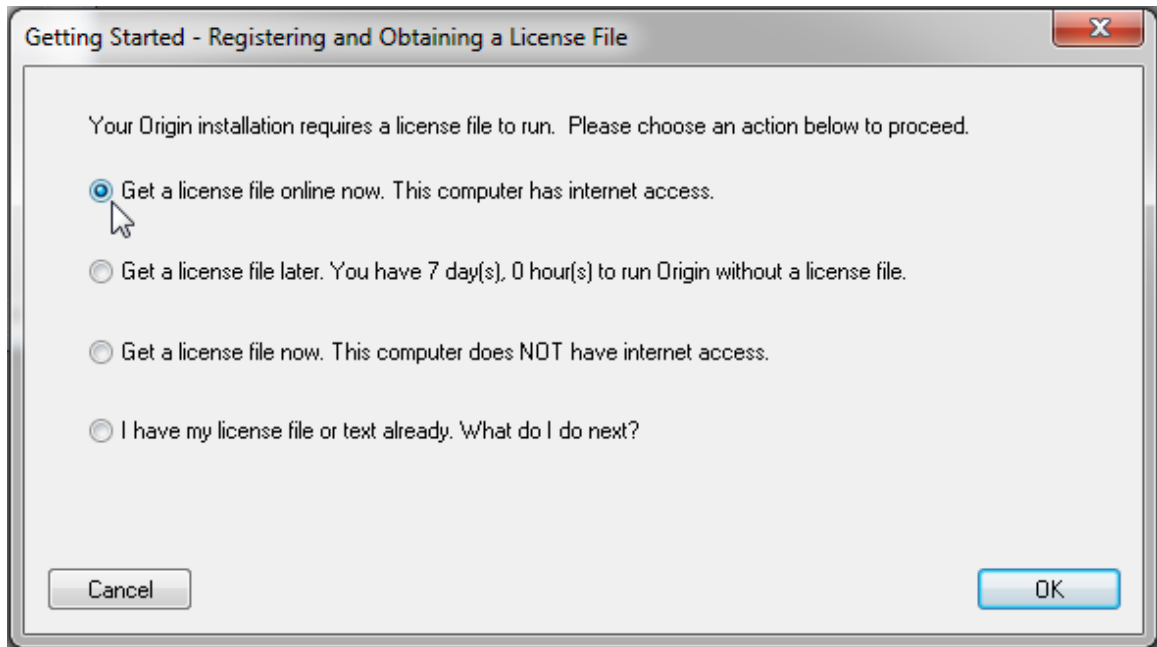 Getting Started - Registering and Obtaining a License File
Your Origin installation requires a license file to run.  Please choose an action below to proceed.
Get a license file online now. This computer has internet access.
Get a license file later. You have 7 day(s), 0 hour(s) to run Origin without a license file.
Get a license file now. This computer does NOT have internet access.
I have my license file or text already. What do I do next?
Cancel
OK